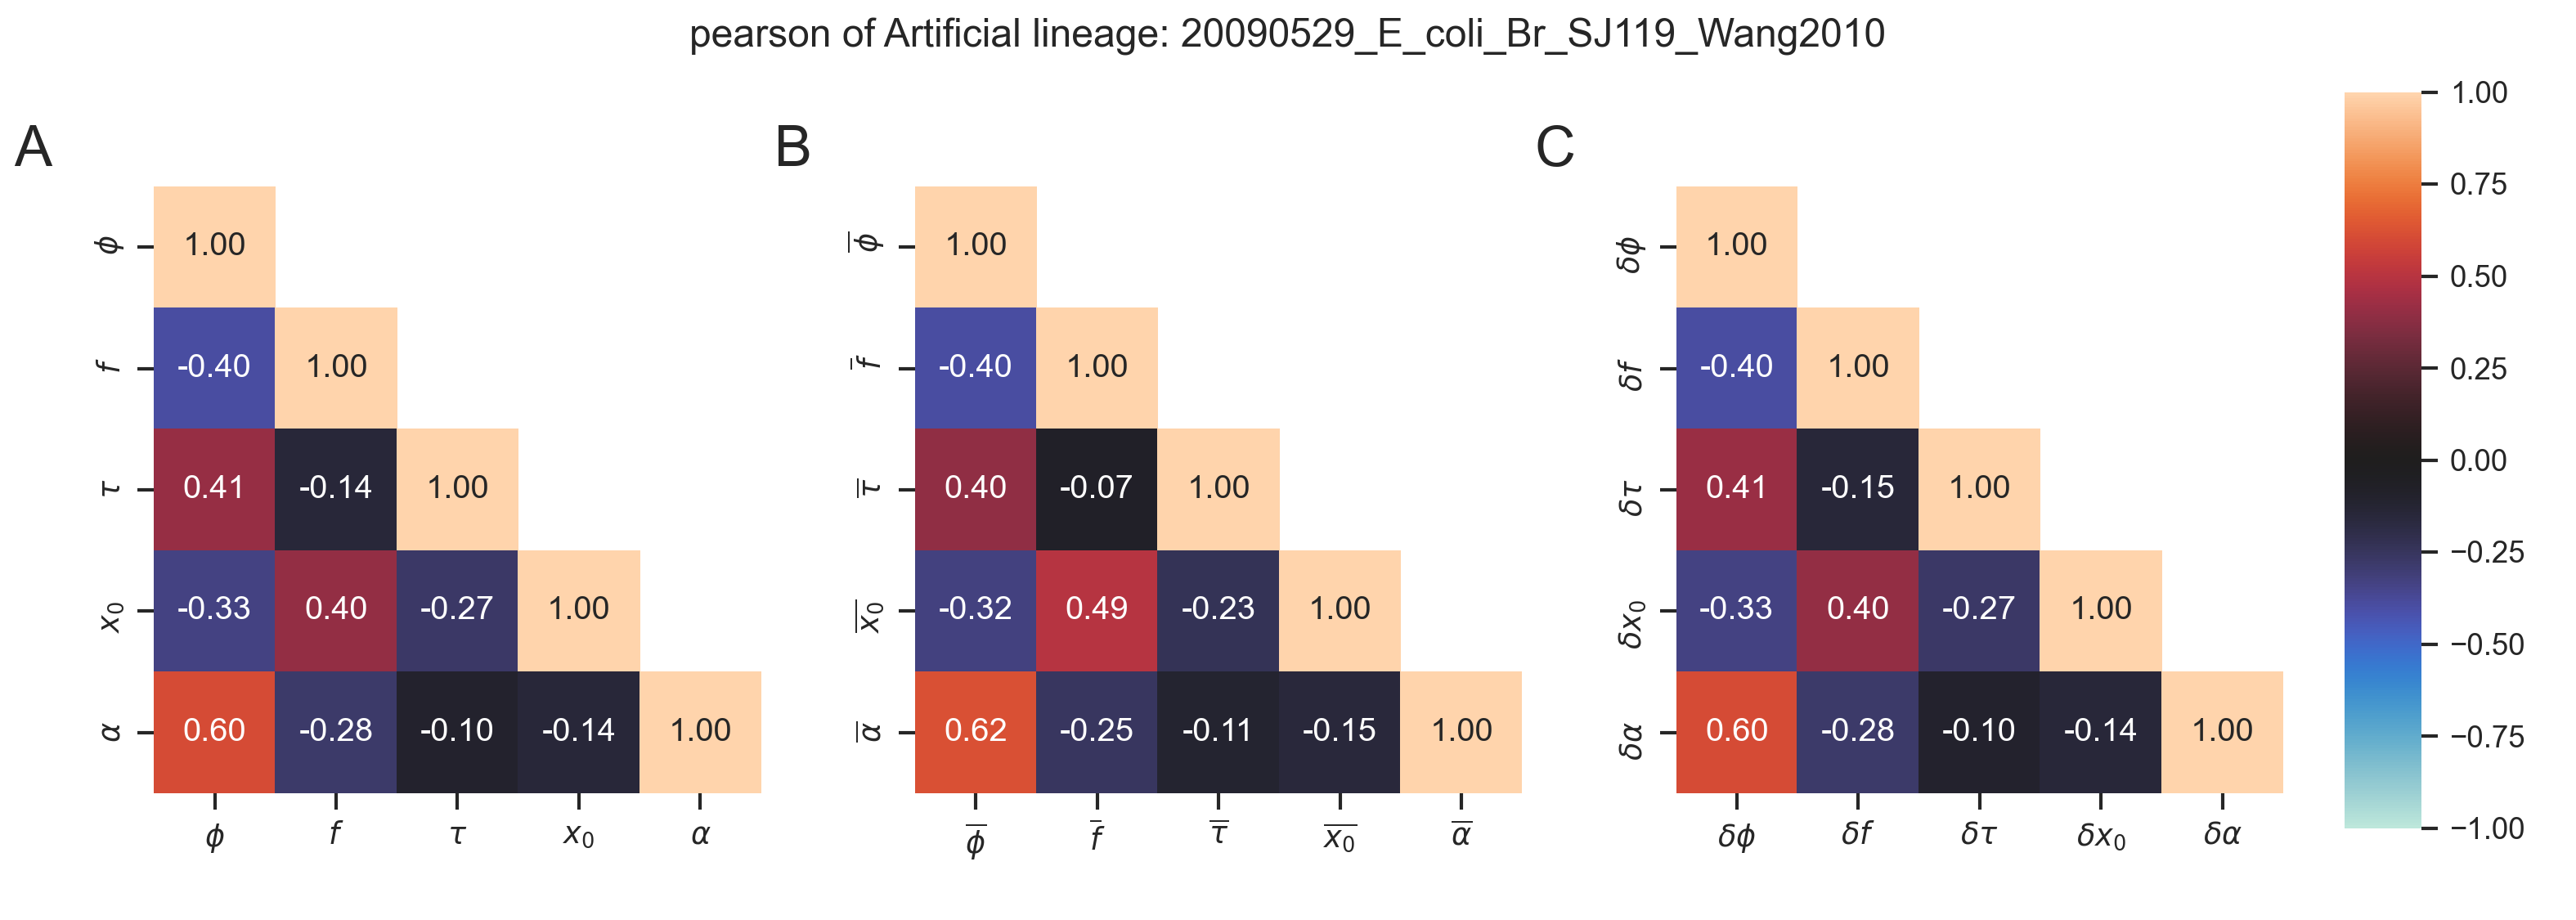 pearson of Artificial lineage: 20090529_E_coli_Br_SJ119_Wang2010
A
ϕ 1.00
f -0.40 1.00
τ 0.41 -0.14 1.00
x₀ -0.33 0.40 -0.27 1.00
α 0.60 -0.28 -0.10 -0.14 1.00
ϕ f τ x₀ α
B
ϕ̅ 1.00
f̅ -0.40 1.00
τ̅ 0.40 -0.07 1.00
x̅₀̅ -0.32 0.49 -0.23 1.00
α̅ 0.62 -0.25 -0.11 -0.15 1.00
ϕ̅ f̅ τ̅ x̅₀̅ α̅
C
δϕ 1.00
δf -0.40 1.00
δτ 0.41 -0.15 1.00
δx₀ -0.33 0.40 -0.27 1.00
δα 0.60 -0.28 -0.10 -0.14 1.00
δϕ δf δτ δx₀ δα
1.00
0.75
0.50
0.25
0.00
−0.25
−0.50
−0.75
−1.00